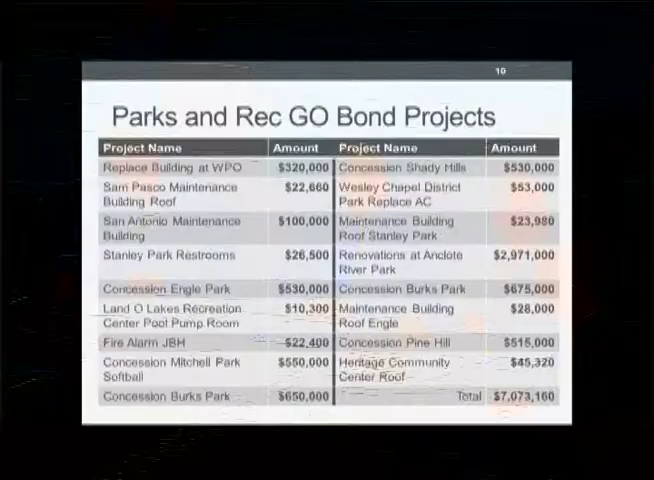 10
Parks and Rec GO Bond Projects
Project Name Amount Project Name Amount
Replace Building at WPO $320,000 Concession Shady Hills $530,000
Sam Pasco Maintenance $22,660 Wesley Chapel District $53,000
Building Roof Park Replace AC
San Antonio Maintenance $100,000 Maintenance Building $23,980
Building Roof Stanley Park
Stanley Park Restrooms $26,500 Renovations at Anclote $2,971,000
River Park
Concession Engle Park $530,000 Concession Burks Park $675,000
Land O Lakes Recreation $10,300 Maintenance Building $28,000
Center Pool Pump Room Roof Engle
Fire Alarm JBH $22,400 Concession Pine Hill $515,000
Concession Mitchell Park $550,000 Heritage Community $45,320
Softball Center Roof
Concession Burks Park $650,000 Total $7,073,160